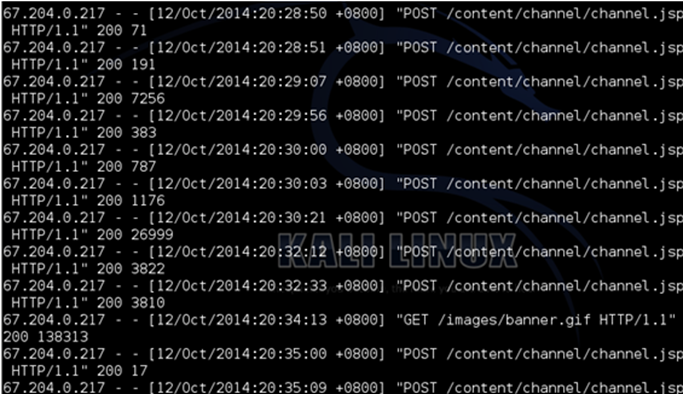 67.204.0.217 - - [12/Oct/2014:20:28:50 +0800] "POST /content/channel/channel.jsp
HTTP/1.1" 200 71
67.204.0.217 - - [12/Oct/2014:20:28:51 +0800] "POST /content/channel/channel.jsp
HTTP/1.1" 200 191
67.204.0.217 - - [12/Oct/2014:20:29:07 +0800] "POST /content/channel/channel.jsp
HTTP/1.1" 200 7256
67.204.0.217 - - [12/Oct/2014:20:29:56 +0800] "POST /content/channel/channel.jsp
HTTP/1.1" 200 383
67.204.0.217 - - [12/Oct/2014:20:30:00 +0800] "POST /content/channel/channel.jsp
HTTP/1.1" 200 787
67.204.0.217 - - [12/Oct/2014:20:30:03 +0800] "POST /content/channel/channel.jsp
HTTP/1.1" 200 1176
67.204.0.217 - - [12/Oct/2014:20:30:21 +0800] "POST /content/channel/channel.jsp
HTTP/1.1" 200 26999
KALI LINUX
67.204.0.217 - - [12/Oct/2014:20:32:12 +0800] "POST /content/channel/channel.jsp
HTTP/1.1" 200 3822
67.204.0.217 - - [12/Oct/2014:20:32:33 +0800] "POST /content/channel/channel.jsp
HTTP/1.1" 200 3810
67.204.0.217 - - [12/Oct/2014:20:34:13 +0800] "GET /images/banner.gif HTTP/1.1"
200 138313
67.204.0.217 - - [12/Oct/2014:20:35:00 +0800] "POST /content/channel/channel.jsp
HTTP/1.1" 200 17
67.204.0.217 - - [12/Oct/2014:20:35:09 +0800] "POST /content/channel/channel.jsp